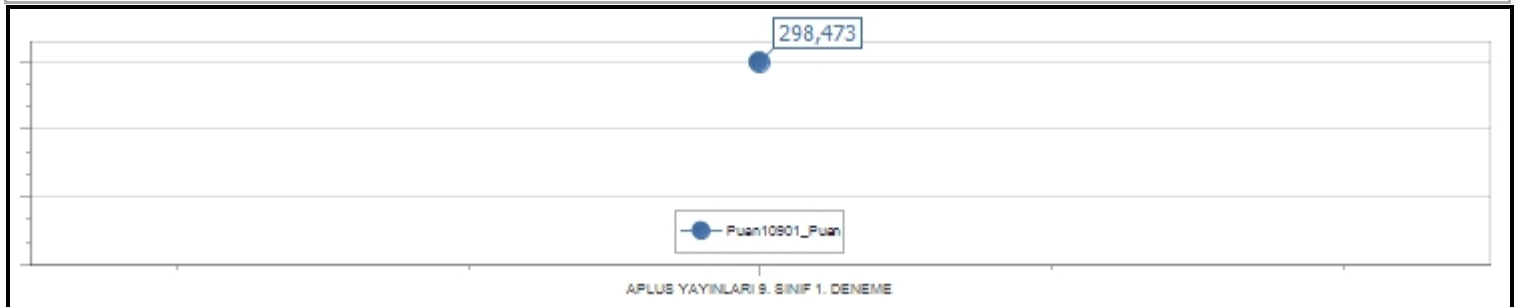 298,473
Puan10901_Puan
APLUS YAYINLARI 9. SINIF 1. DENEME